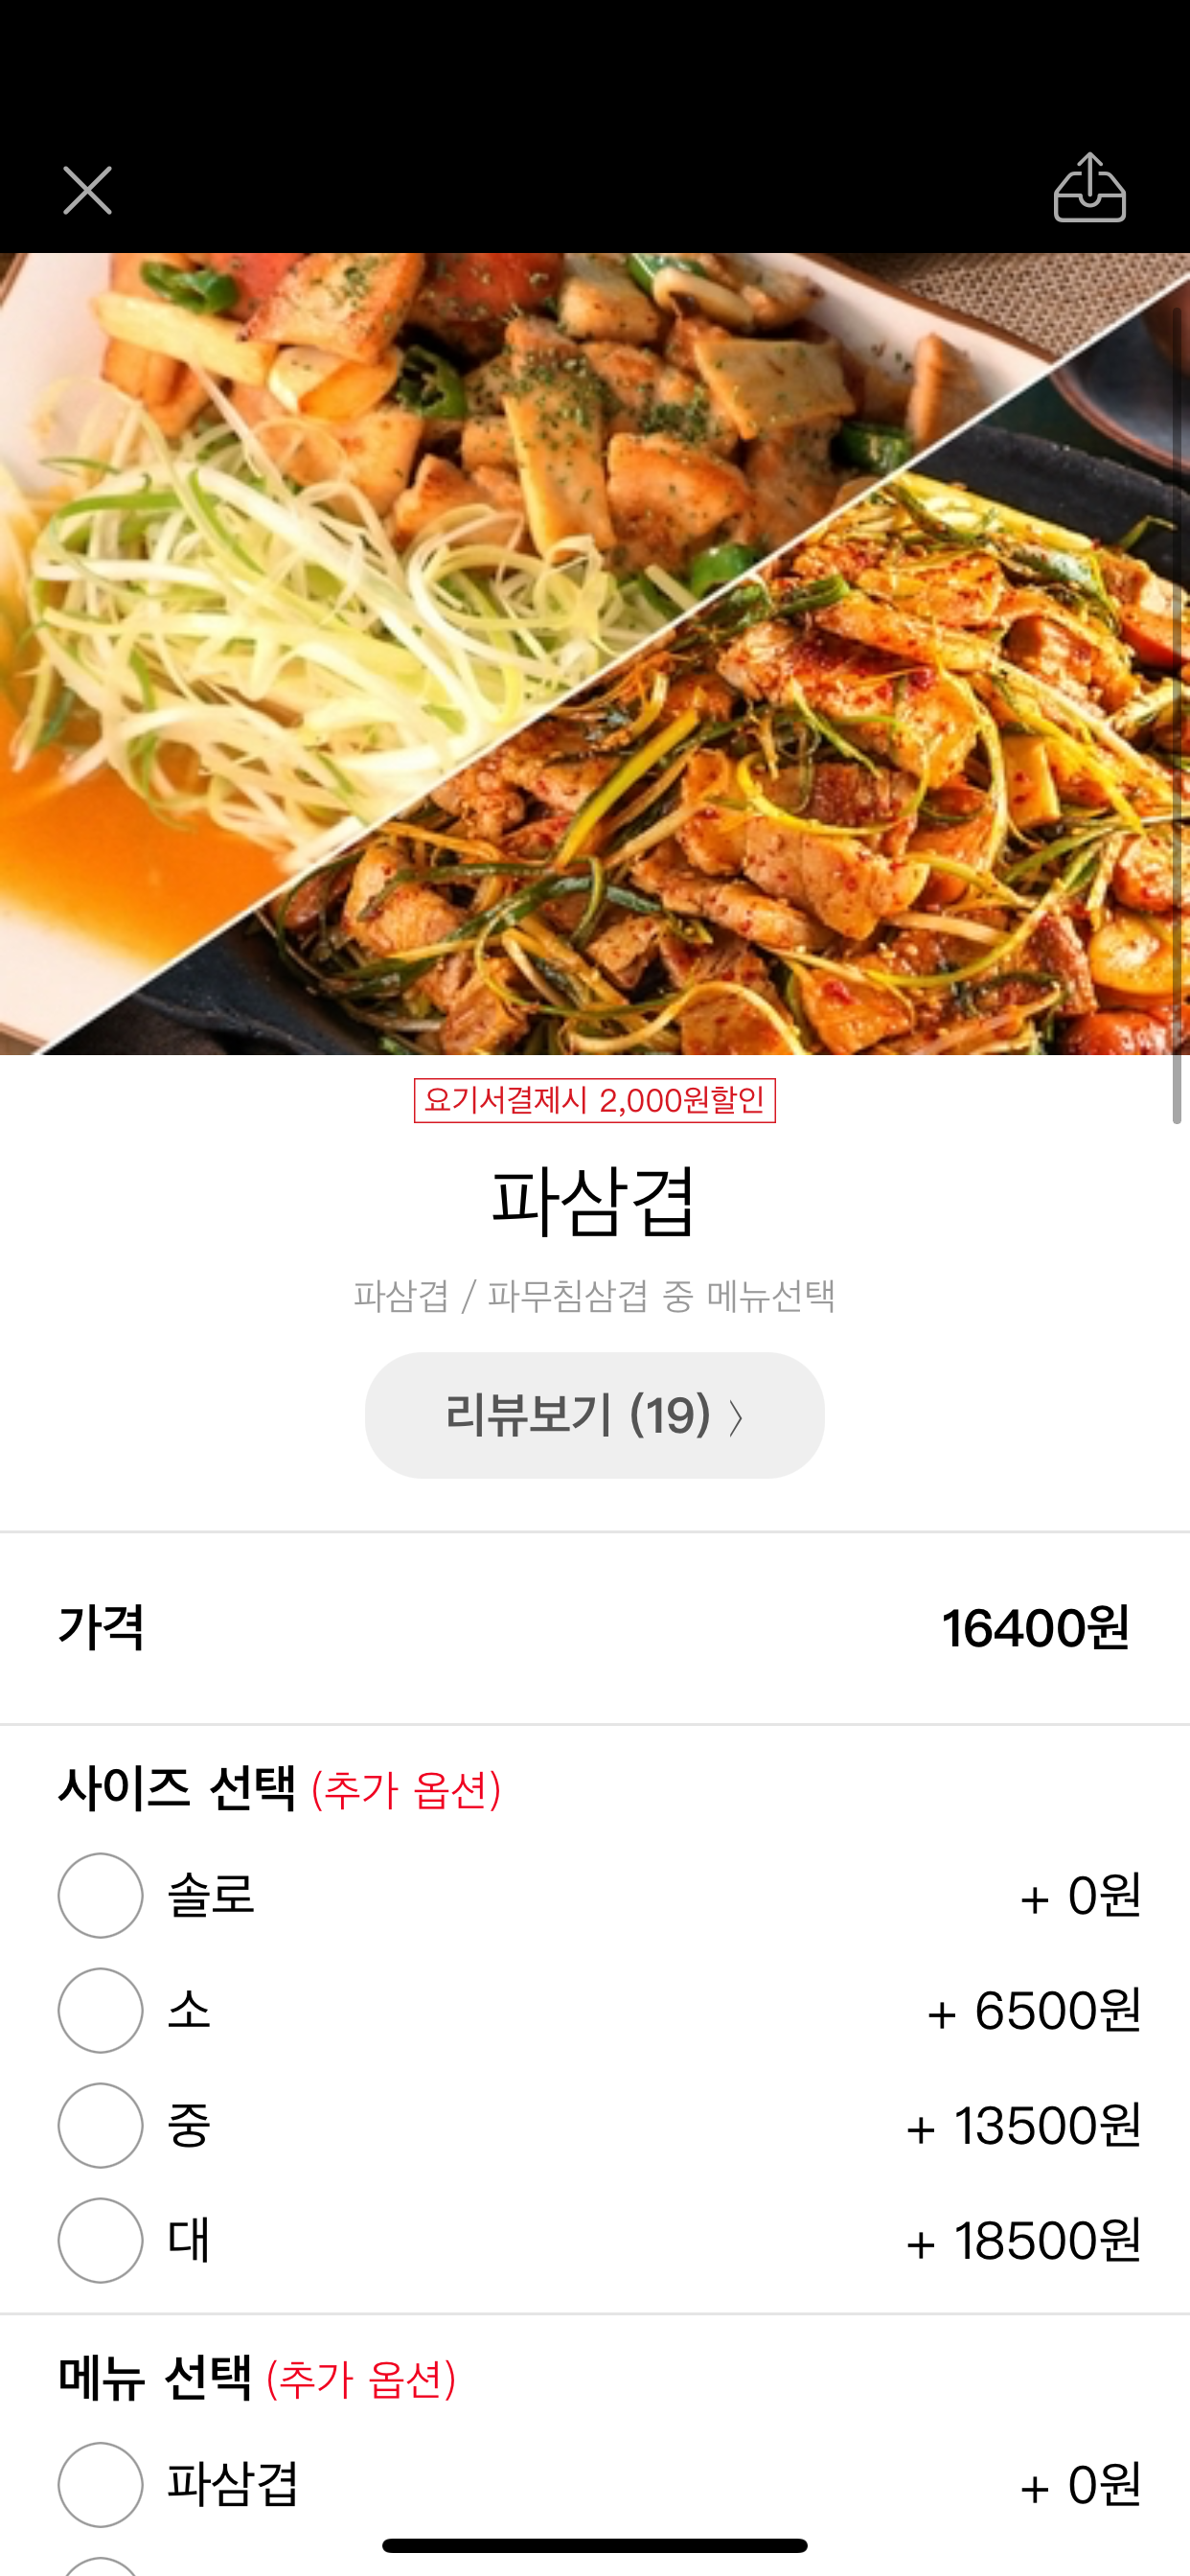 요기서결제시 2,000원할인
파삼겹
파삼겹 / 파무침삼겹 중 메뉴선택
리뷰보기 (19) 〉
가격 16400원
사이즈 선택 (추가 옵션)
솔로 + 0원
소 + 6500원
중 + 13500원
대 + 18500원
메뉴 선택 (추가 옵션)
파삼겹 + 0원